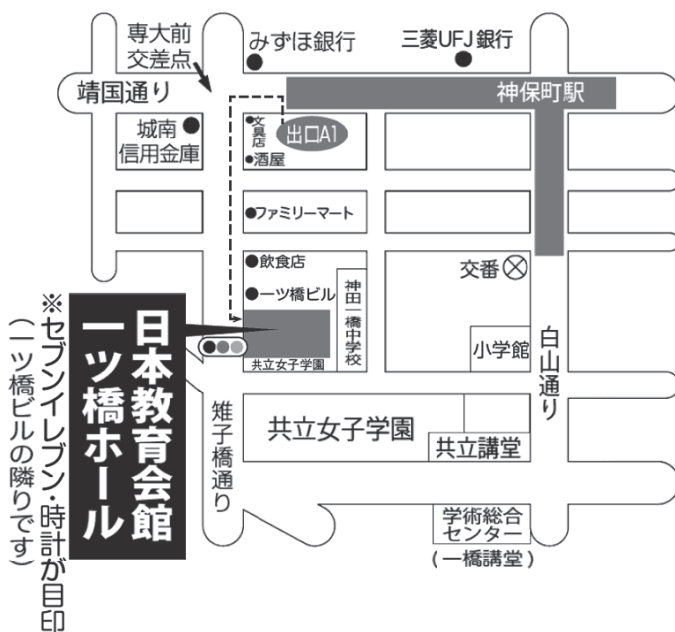 専大前
交差点
みずほ銀行
三菱UFJ銀行
靖国通り
神保町駅
城南
信用金庫
文具店
出口A1
酒屋
ファミリーマート
飲食店
交番
一ツ橋ビル
神田一橋中学校
日本教育会館
一ツ橋ホール
※セブンイレブン・時計が目印
(一ツ橋ビルの隣りです)
共立女子学園
小学館
白山通り
雉子橋通り
共立女子学園
共立講堂
学術総合
センター
(一橋講堂)